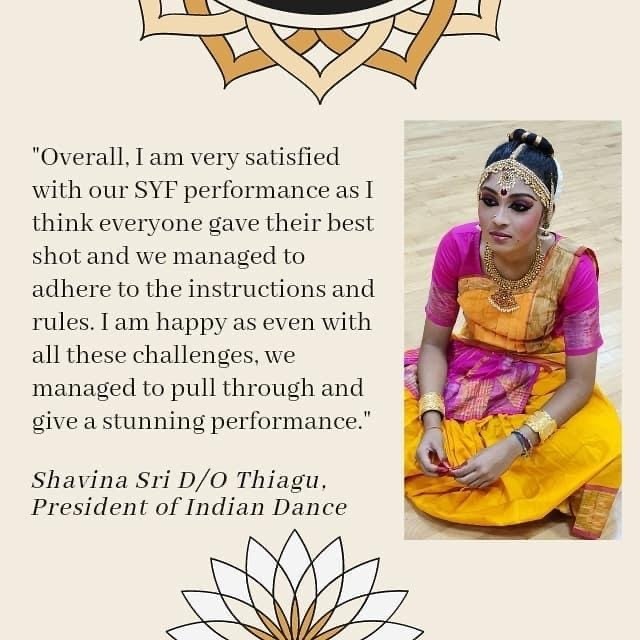 "Overall, I am very satisfied
with our SYF performance as I
think everyone gave their best
shot and we managed to
adhere to the instructions and
rules. I am happy as even with
all these challenges, we
managed to pull through and
give a stunning performance."
Shavina Sri D/O Thiagu,
President of Indian Dance